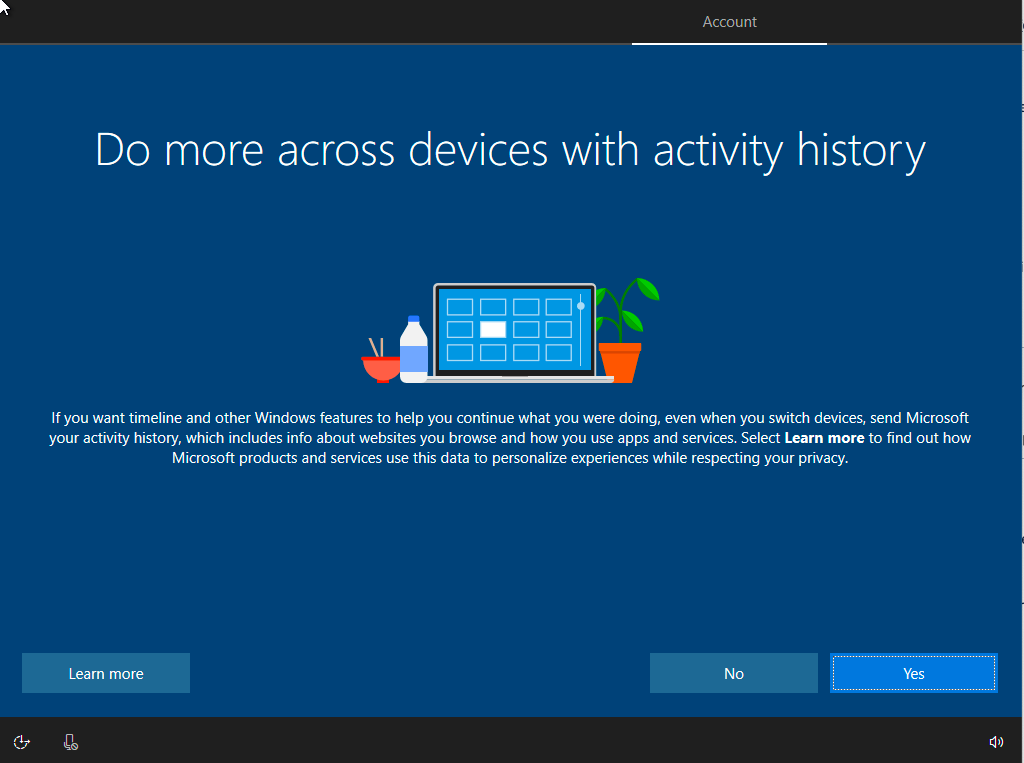 Account
Do more across devices with activity history
If you want timeline and other Windows features to help you continue what you were doing, even when you switch devices, send Microsoft
your activity history, which includes info about websites you browse and how you use apps and services. Select Learn more to find out how
Microsoft products and services use this data to personalize experiences while respecting your privacy.
Learn more
No
Yes